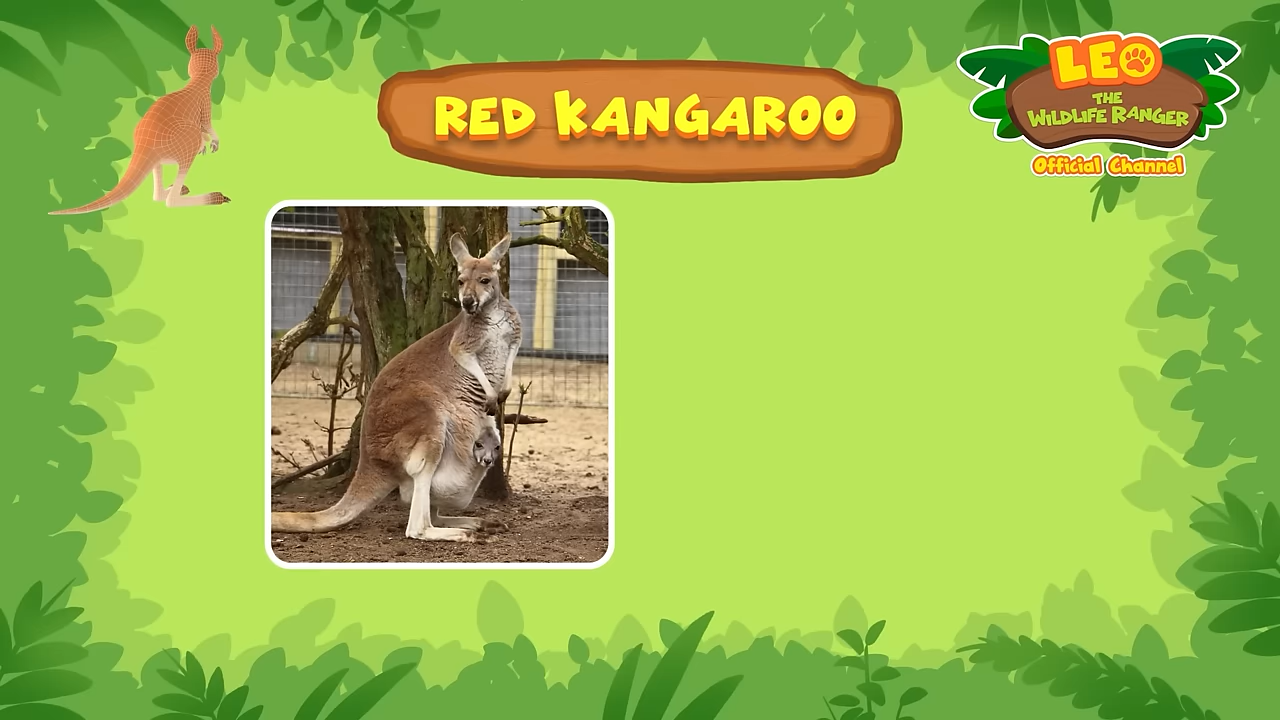 RED KANGAROO
LEO
THE
WILDLIFE RANGER
Official Channel